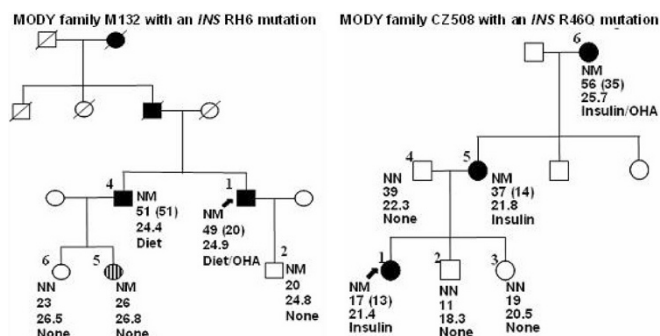 MODY family M132 with an INS RH6 mutation
4
NM
51 (51)
24.4
Diet
1
NM
49 (20)
24.9
Diet/OHA
6
NN
23
26.5
None
5
NM
26
26.8
None
2
NM
20
24.8
None
MODY family CZ508 with an INS R46Q mutation
6
NM
56 (35)
25.7
Insulin/OHA
4
NN
39
22.3
None
5
NM
37 (14)
21.8
Insulin
1
NM
17 (13)
21.4
Insulin
2
NN
11
18.3
None
3
NN
19
20.5
None